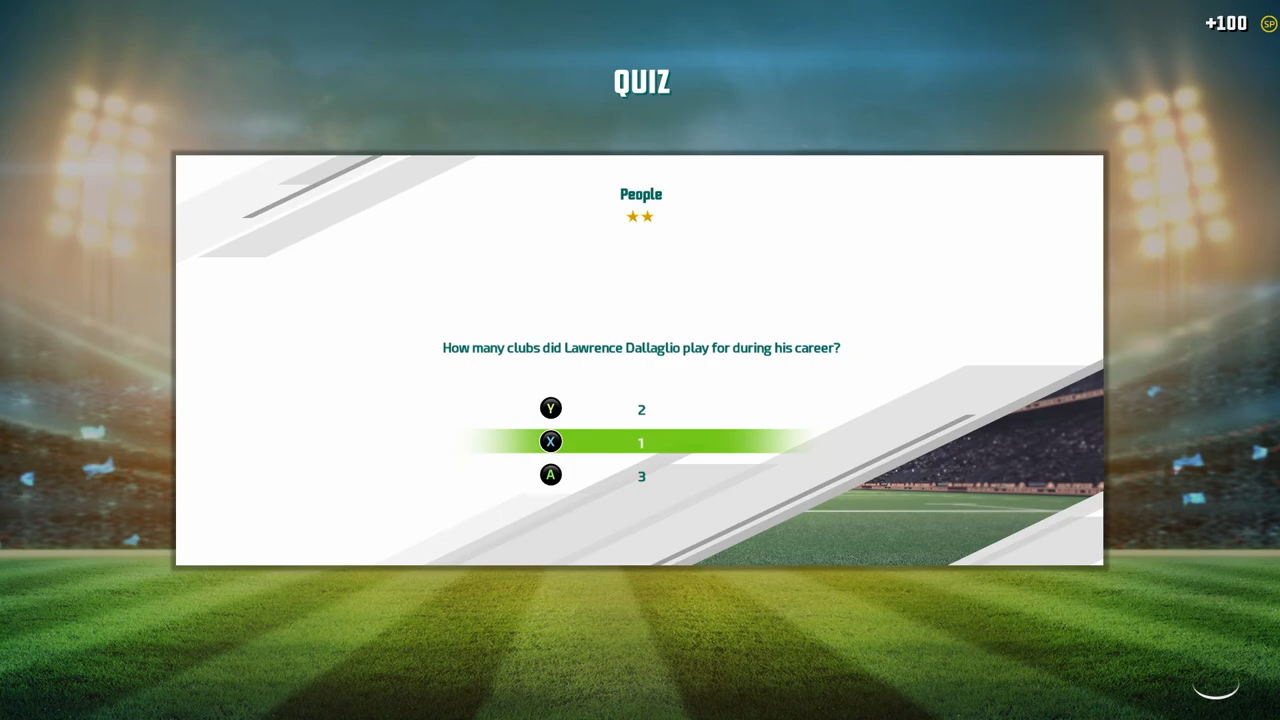 +100 SP
QUIZ
People
How many clubs did Lawrence Dallaglio play for during his career?
Y 2
X 1
A 3